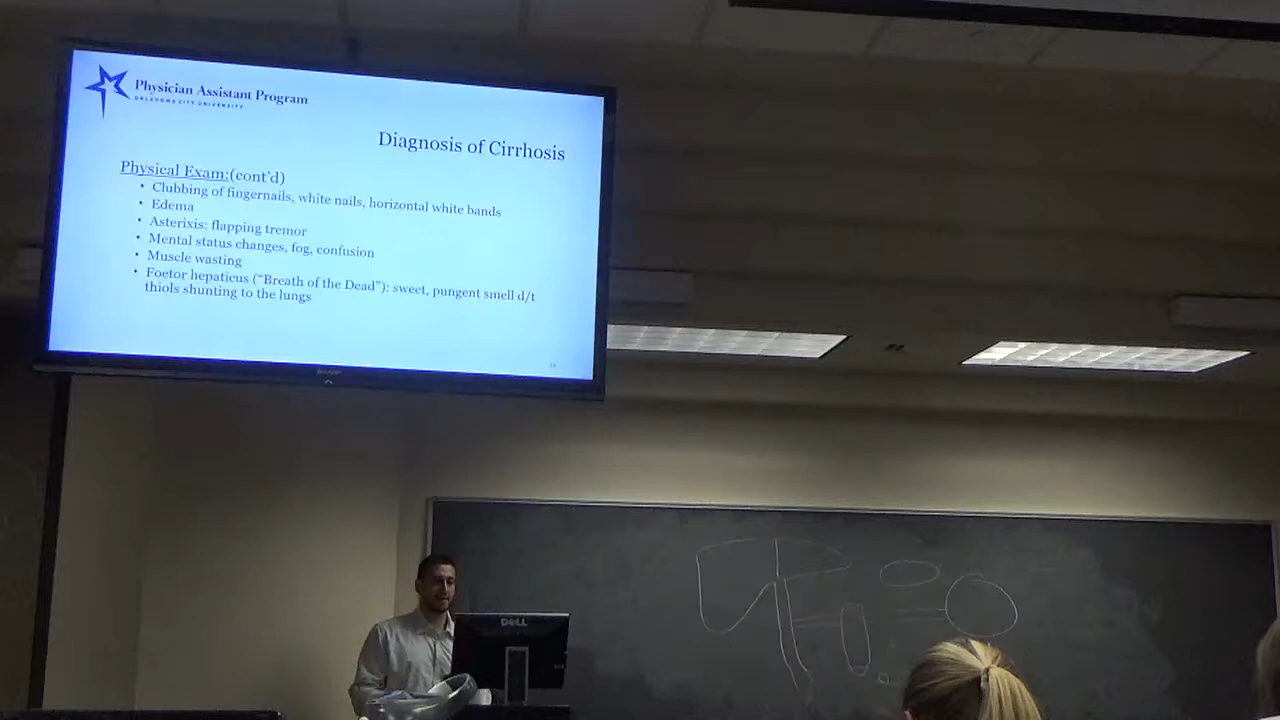 Physician Assistant Program
OKLAHOMA CITY UNIVERSITY
Diagnosis of Cirrhosis
Physical Exam:(cont'd)
• Clubbing of fingernails, white nails, horizontal white bands
• Edema
• Asterixis: flapping tremor
• Mental status changes, fog, confusion
• Muscle wasting
• Foetor hepaticus ("Breath of the Dead"): sweet, pungent smell d/t
thiols shunting to the lungs
SHARP
DELL